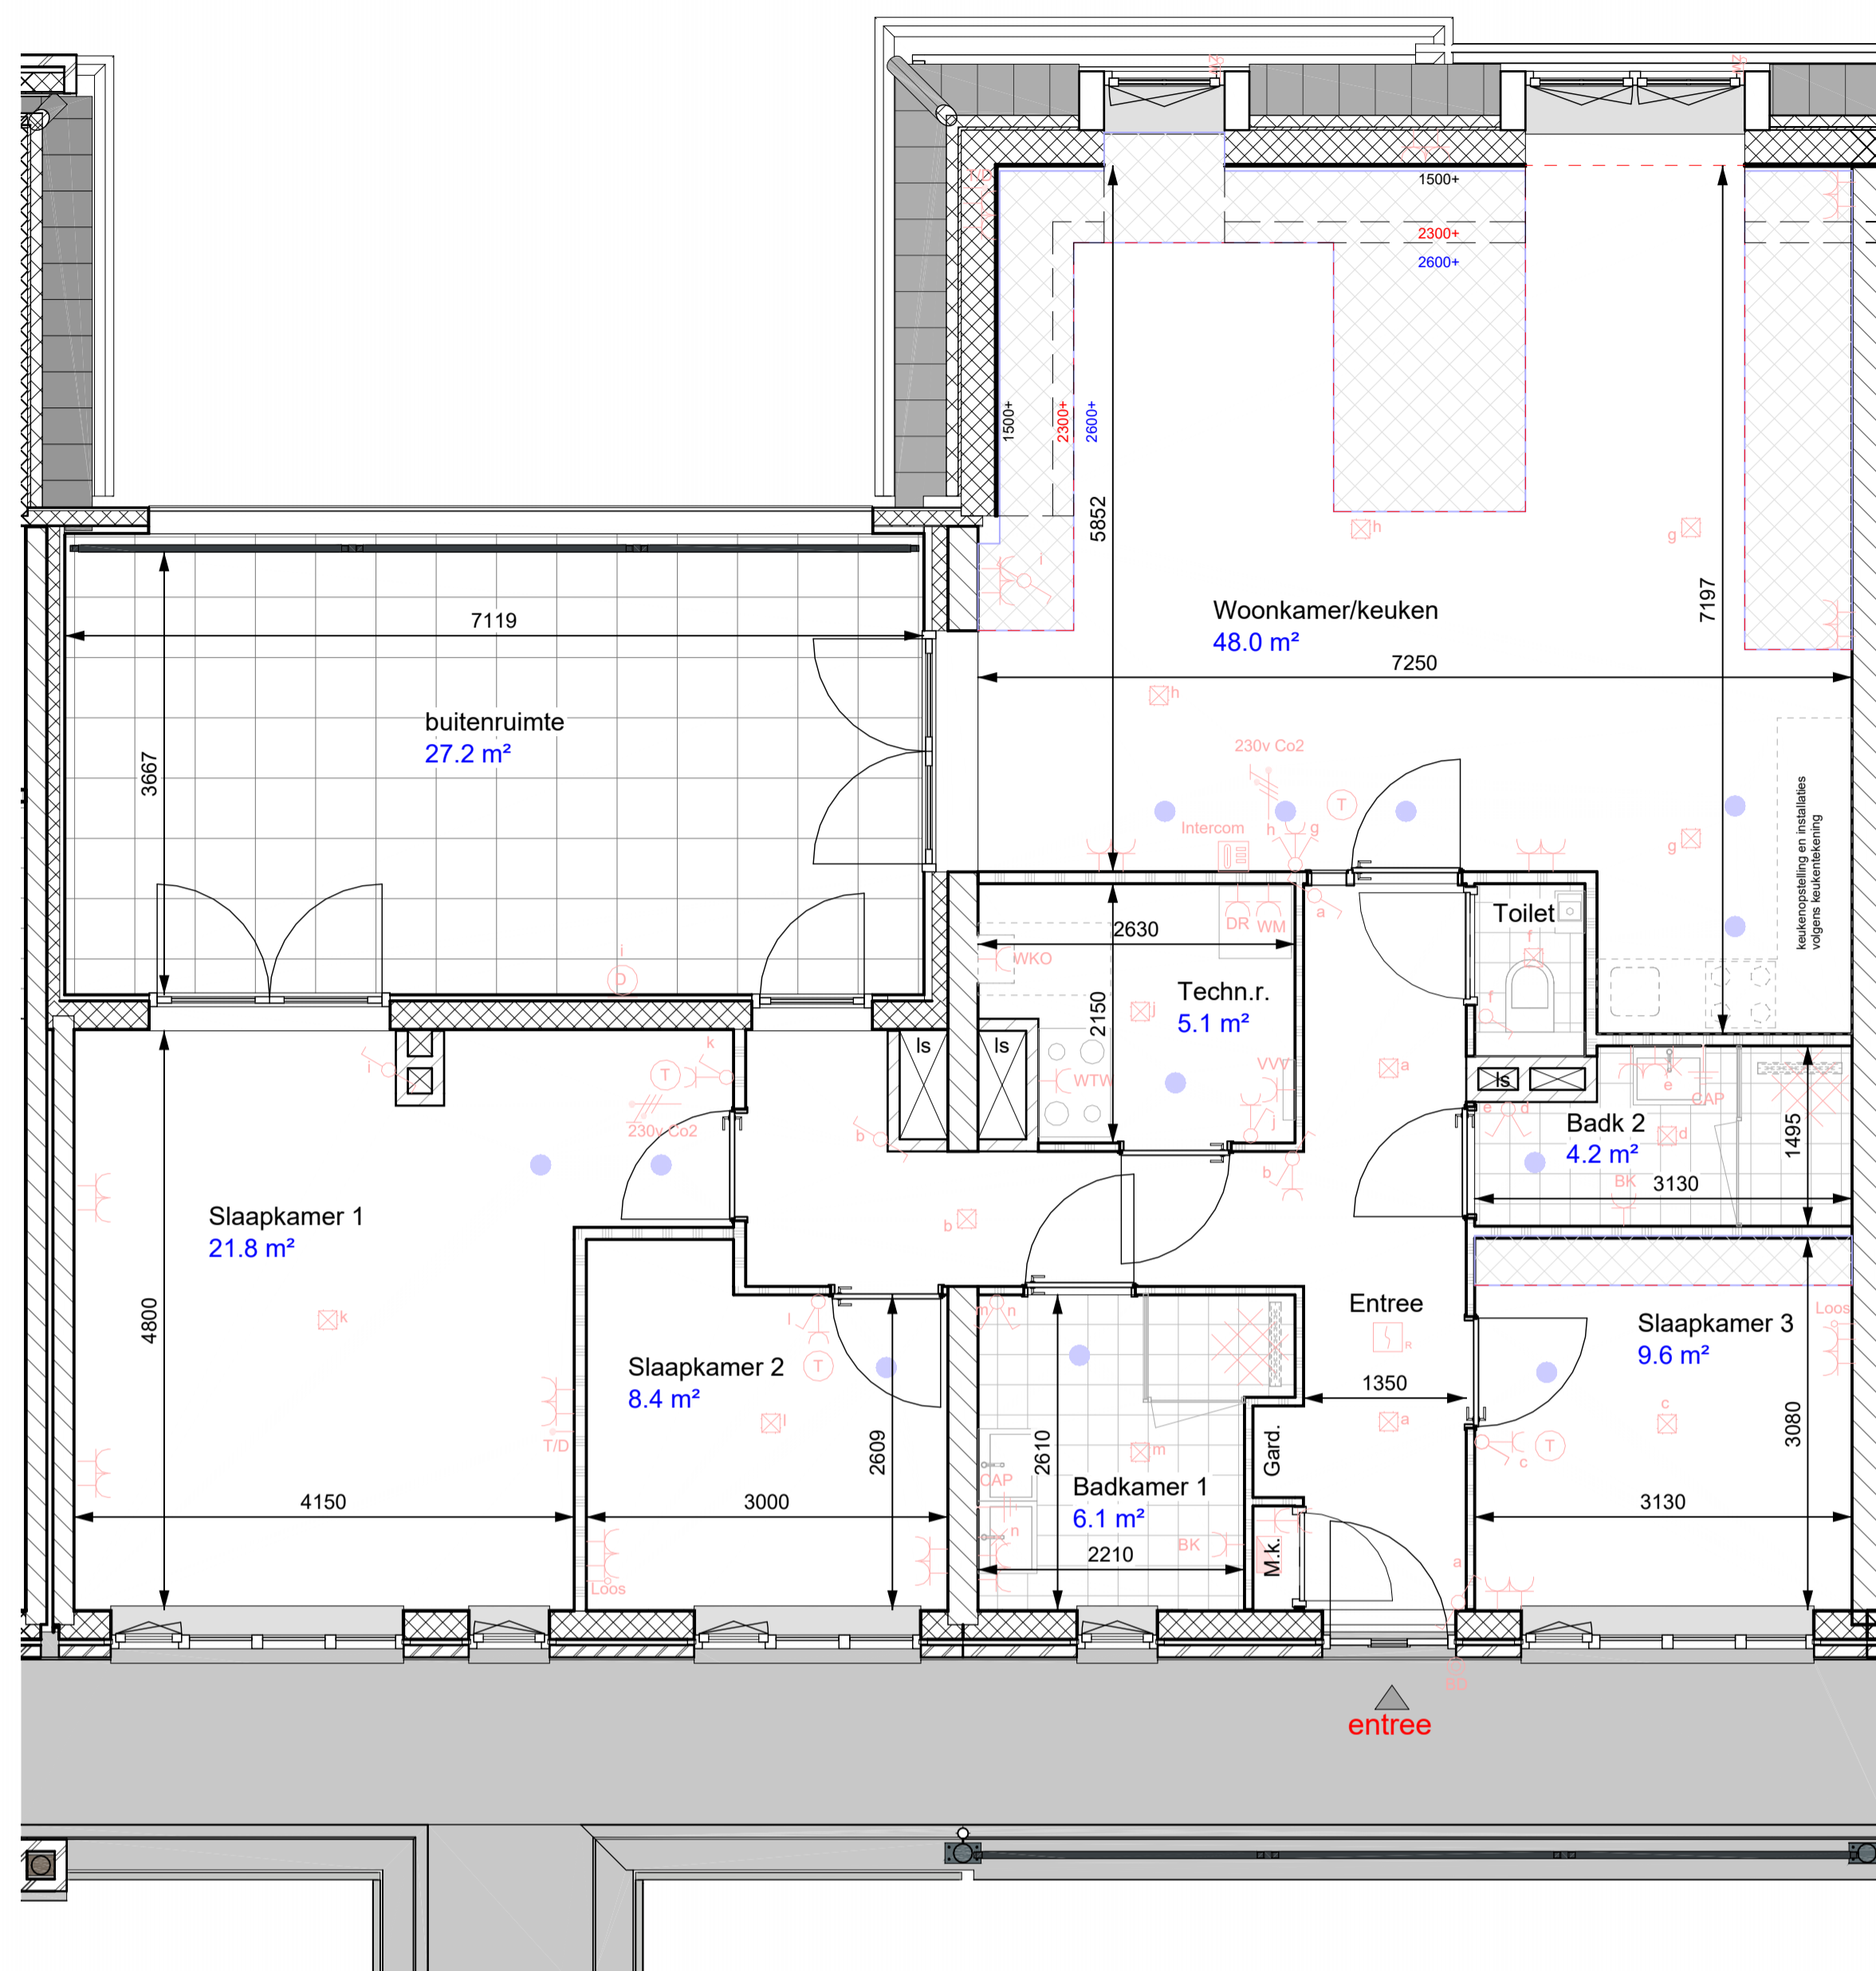 1500+
2300+
2600+
T/D
1500+
2300+
2600+
5852
7197
h
g
i
Woonkamer/keuken
48.0 m²
7250
7119
buitenruimte
27.2 m²
3667
h
230v Co2
T
Intercom
h
g
g
keukenopstelling en installaties
volgens keukentekening
2630
DR
WM
a
Toilet
f
f
WKO
Techn.r.
5.1 m²
2150
j
i
p
ls
ls
WTW
VVV
j
a
ls
e
CAP
e
d
d
Badk 2
4.2 m²
1495
BK
3130
i
k
T
230v Co2
b
b
b
Slaapkamer 1
21.8 m²
4800
k
T/D
4150
Slaapkamer 2
8.4 m²
l
T
l
2609
3000
Loos
m
n
2610
m
CAP
n
Badkamer 1
6.1 m²
BK
2210
Gard.
M.k.
Entree
R
1350
a
a
Slaapkamer 3
9.6 m²
Loos
c
T
c
3080
3130
BD
entree